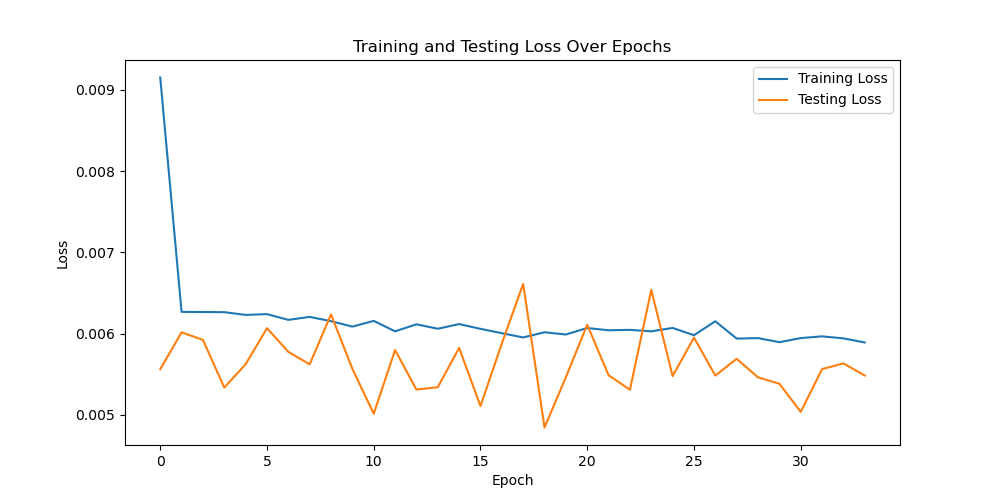 Training and Testing Loss Over Epochs
Training Loss
Testing Loss
0.009
0.008
0.007
0.006
0.005
Loss
0 5 10 15 20 25 30
Epoch